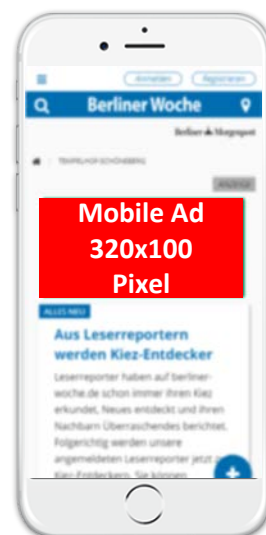 Anmelden Registrieren
Berliner Woche
Berliner Morgenpost
TEMPELHOF-SCHÖNEBERG
ANZEIGE
Mobile Ad
320x100
Pixel
ALLES NEU
Aus Leserreportern
werden Kiez-Entdecker
Leserreporter haben auf berliner-
woche.de schon immer ihren Kiez
erkundet, Neues entdeckt und ihren
Nachbarn Überraschendes berichtet.
Folgerichtig werden unsere
angemeldeten Leserreporter jetzt zu
Kiez-Entdeckern. Sie können